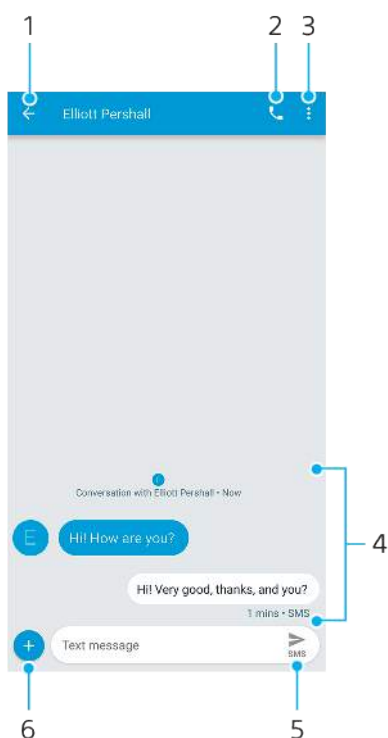 1
2 3
Elliott Pershall
Conversation with Elliott Pershall • Now
E
Hi! How are you?
Hi! Very good, thanks, and you?
1 mins • SMS
4
Text message
SMS
6
5